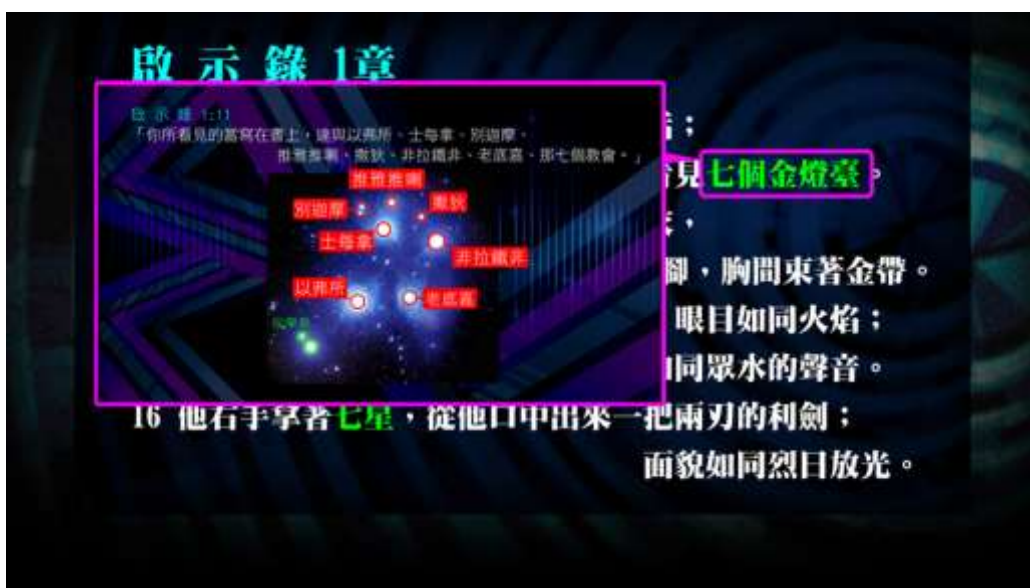 啟 示 錄 1章
啟 示 錄 1:11
「你所看見的當寫在書上,達與以弗所、士每拿、別迦摩、
推雅推喇、撒狄、非拉鐵非、老底嘉、那七個教會。」
推雅推喇
別迦摩
撒狄
士每拿
非拉鐵非
以弗所
老底嘉
;
見七個金燈臺。
,
腳,胸間束著金帶。
眼目如同火焰;
同眾水的聲音。
16 他右手拿著七星,從他口中出來一把兩刃的利劍;
面貌如同烈日放光。